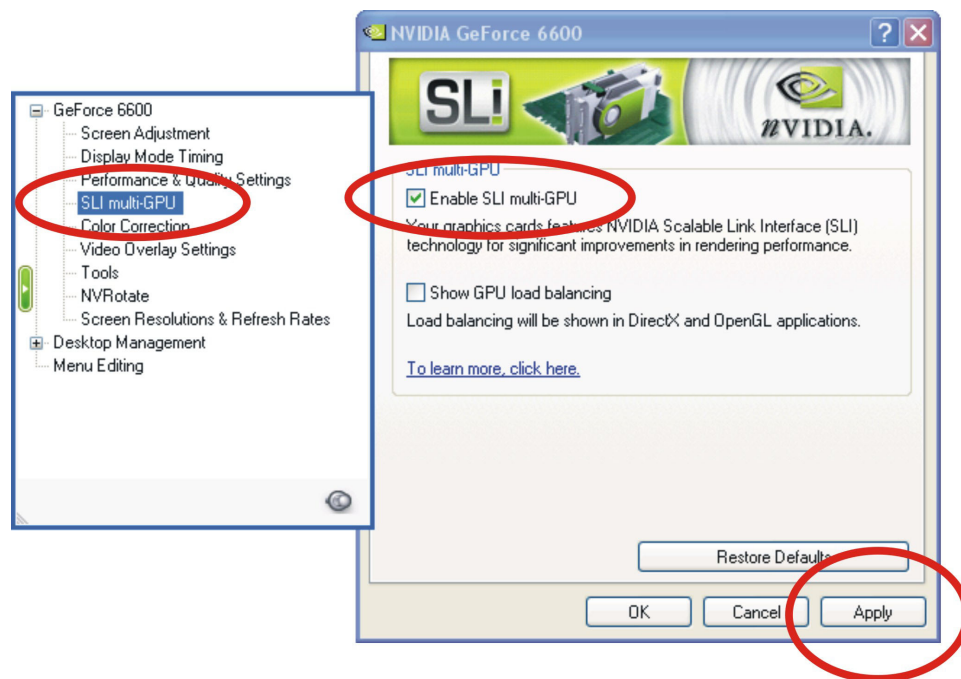 GeForce 6600
Screen Adjustment
Display Mode Timing
Performance & Quality Settings
SLI multi-GPU
Color Correction
Video Overlay Settings
Tools
NVRotate
Screen Resolutions & Refresh Rates
Desktop Management
Menu Editing
NVIDIA GeForce 6600
SLi
nVIDIA.
SLI multi-GPU
Enable SLI multi-GPU
Your graphics cards features NVIDIA Scalable Link Interface (SLI)
technology for significant improvements in rendering performance.
Show GPU load balancing
Load balancing will be shown in DirectX and OpenGL applications.
To learn more, click here.
Restore Defaults
OK
Cancel
Apply